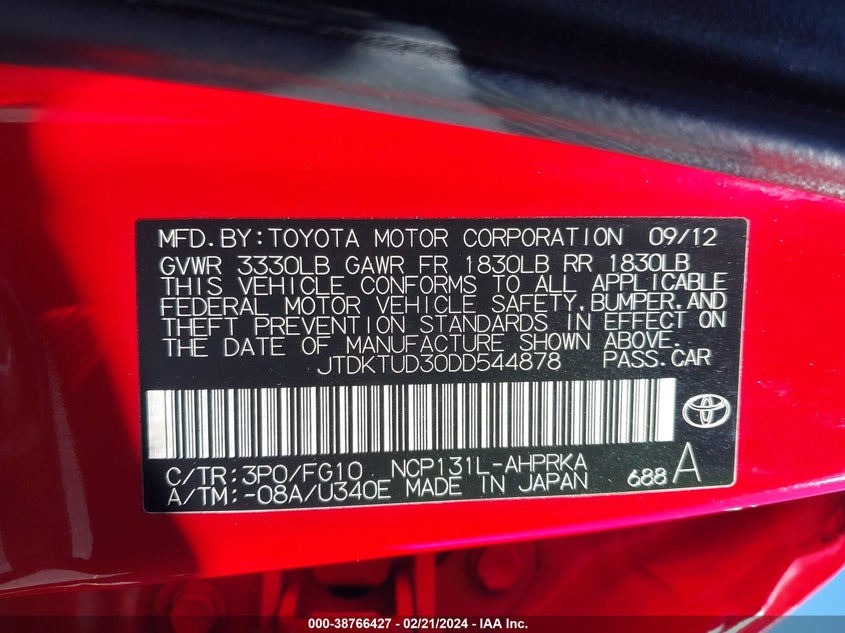 MFD.BY:TOYOTA MOTOR CORPORATION 09/12
GVWR 3330LB GAWR FR 1830LB RR 1830LB
THIS VEHICLE CONFORMS TO ALL APPLICABLE
FEDERAL MOTOR VEHICLE SAFETY,BUMPER,AND
THEFT PREVENTION STANDARDS IN EFFECT ON
THE DATE OF MANUFACTURE SHOWN ABOVE.
JTDKTUD30DD544878 PASS.CAR
C/TR:3P0/FG10 NCP131L-AHPRKA
A/TM:-08A/U340E MADE IN JAPAN 688 A
000-38766427 - 02/21/2024 - IAA Inc.